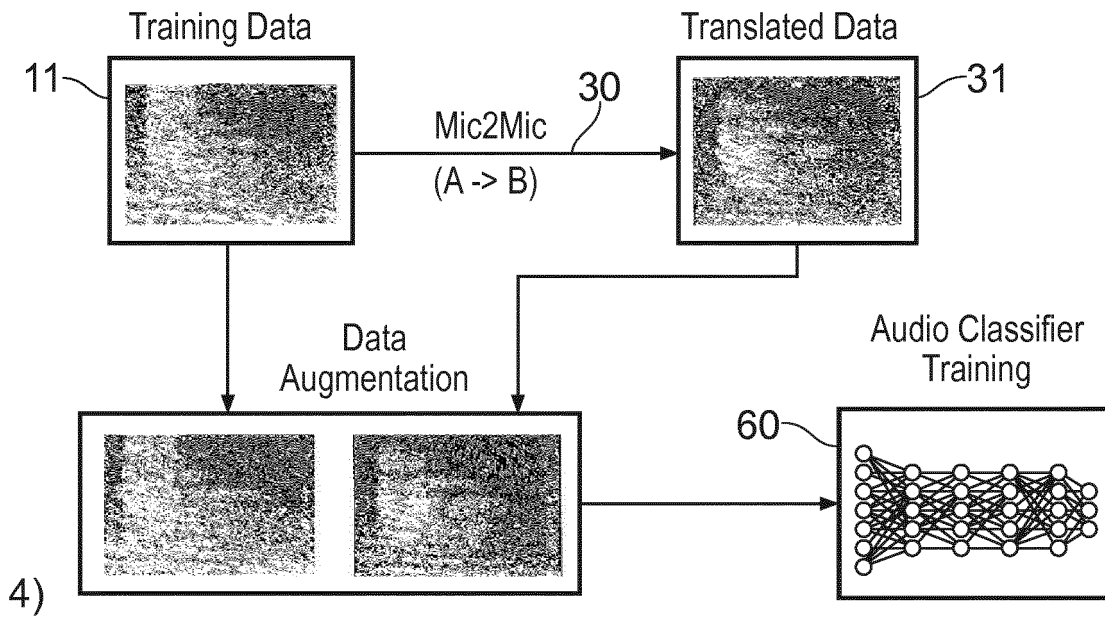 Training Data
Translated Data
11
30
31
Mic2Mic
(A -> B)
Data
Augmentation
Audio Classifier
Training
60
4)